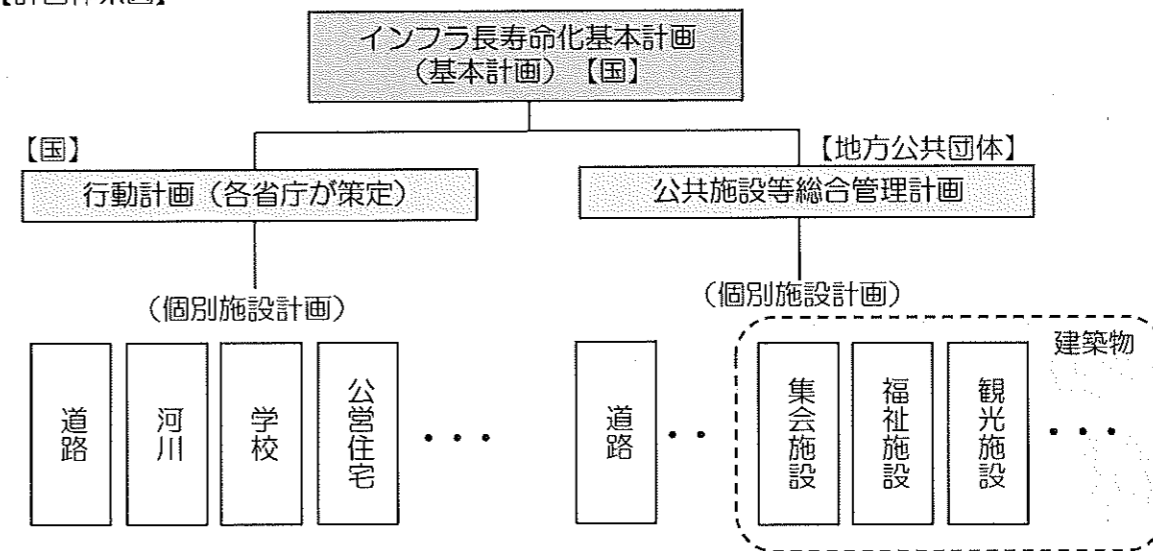 インフラ長寿命化基本計画
(基本計画)【国】
【国】
【地方公共団体】
行動計画(各省庁が策定)
公共施設等総合管理計画
(個別施設計画)
(個別施設計画)
建築物
道路
河川
学校
公営住宅
・・・
道路
・・
集会施設
福祉施設
観光施設
・・・